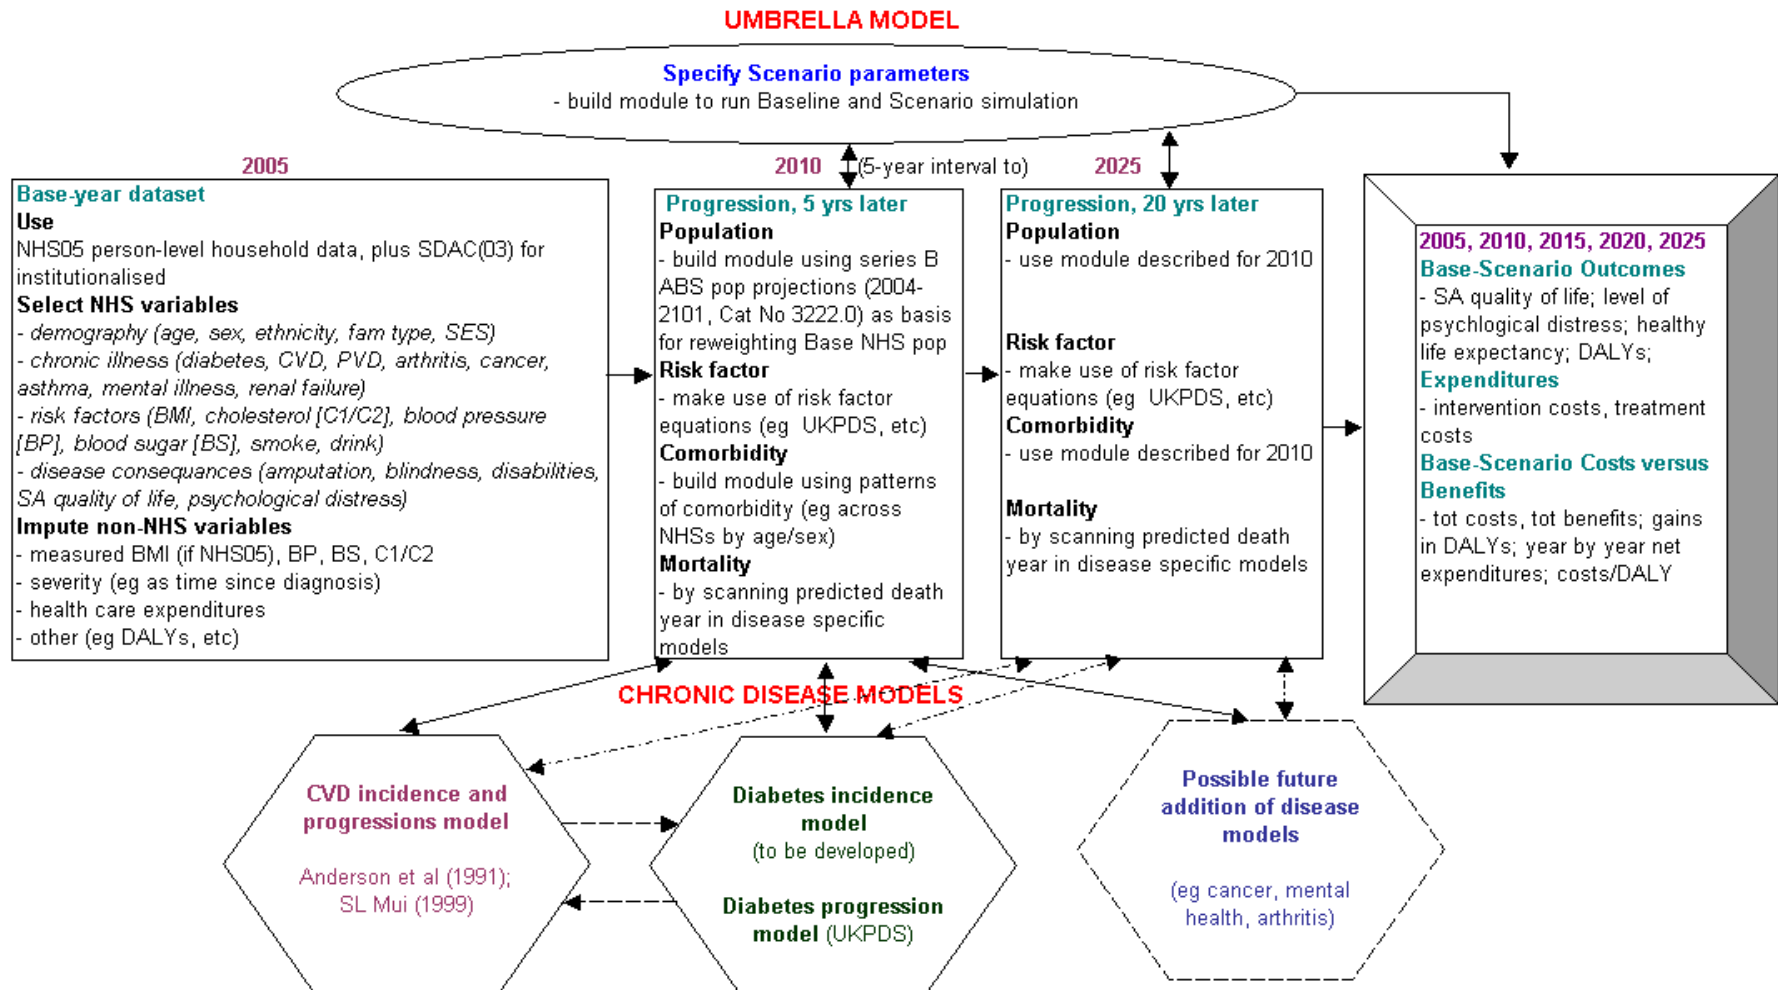 UMBRELLA MODEL
Specify Scenario parameters
- build module to run Baseline and Scenario simulation
2005
2010
(5-year interval to)
2025
Base-year dataset
Use
NHS05 person-level household data, plus SDAC(03) for
institutionalised
Select NHS variables
- demography (age, sex, ethnicity, fam type, SES)
- chronic illness (diabetes, CVD, PVD, arthritis, cancer,
asthma, mental illness, renal failure)
- risk factors (BMI, cholesterol [C1/C2], blood pressure
[BP], blood sugar [BS], smoke, drink)
- disease consequances (amputation, blindness, disabilities,
SA quality of life, psychological distress)
Impute non-NHS variables
- measured BMI (if NHS05), BP, BS, C1/C2
- severity (eg as time since diagnosis)
- health care expenditures
- other (eg DALYs, etc)
Progression, 5 yrs later
Population
- build module using series B
ABS pop projections (2004-
2101, Cat No 3222.0) as basis
for reweighting Base NHS pop
Risk factor
- make use of risk factor
equations (eg UKPDS, etc)
Comorbidity
- build module using patterns
of comorbidity (eg across
NHSs by age/sex)
Mortality
- by scanning predicted death
year in disease specific
models
Progression, 20 yrs later
Population
- use module described for 2010
Risk factor
- make use of risk factor
equations (eg UKPDS, etc)
Comorbidity
- use module described for 2010
Mortality
- by scanning predicted death
year in disease specific models
2005, 2010, 2015, 2020, 2025
Base-Scenario Outcomes
- SA quality of life; level of
psychlogical distress; healthy
life expectancy; DALYs;
Expenditures
- intervention costs, treatment
costs
Base-Scenario Costs versus
Benefits
- tot costs, tot benefits; gains
in DALYs; year by year net
expenditures; costs/DALY
CHRONIC DISEASE MODELS
CVD incidence and
progressions model
Anderson et al (1991);
SL Mui (1999)
Diabetes incidence
model
(to be developed)
Diabetes progression
model (UKPDS)
Possible future
addition of disease
models
(eg cancer, mental
health, arthritis)